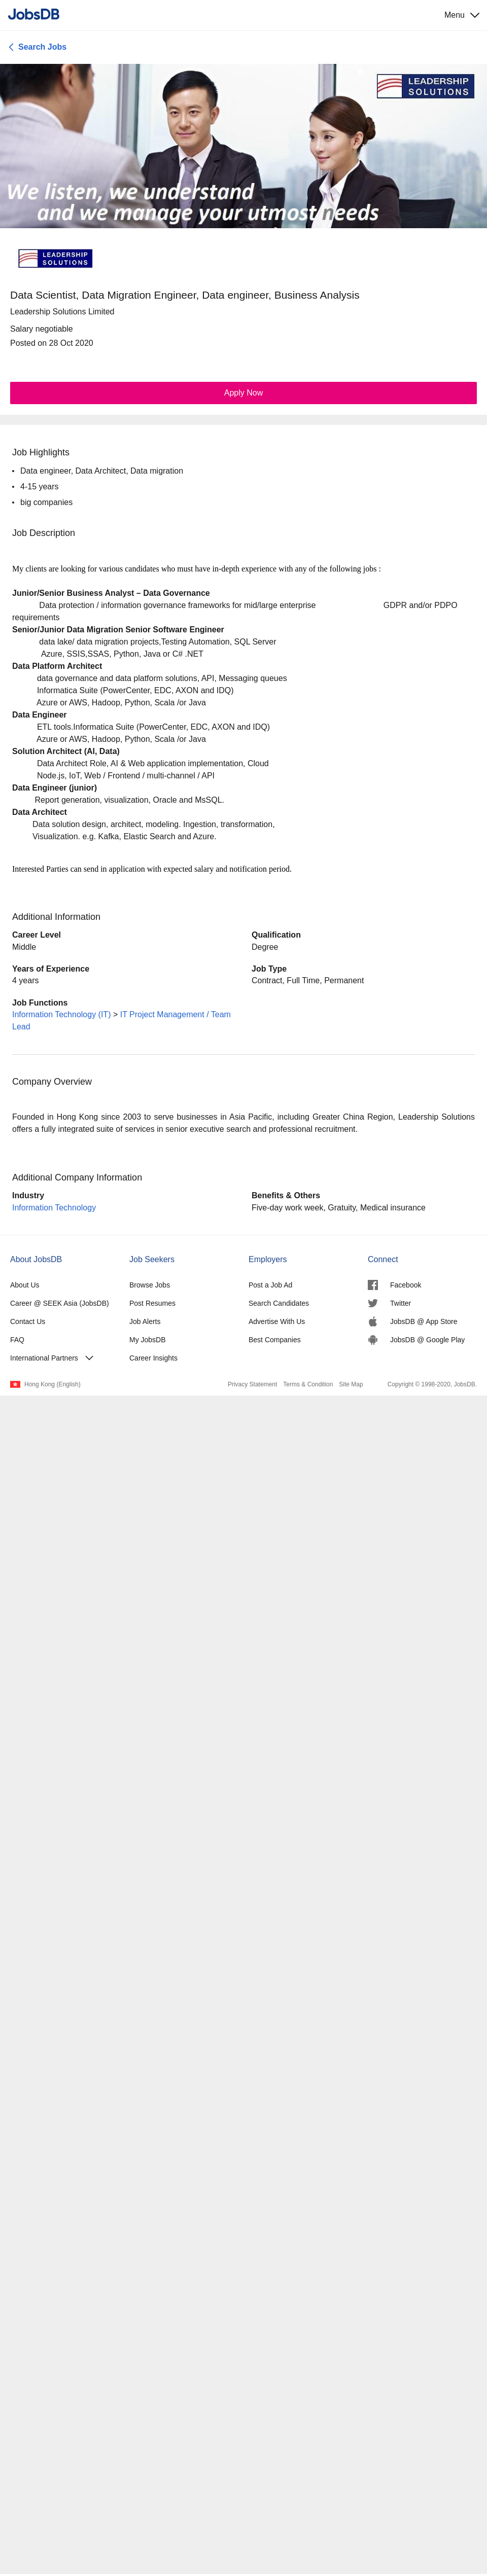 JobsDB
Menu
Search Jobs
LEADERSHIP
SOLUTIONS
We listen, we understand
and we manage your utmost needs
LEADERSHIP
SOLUTIONS
Data Scientist, Data Migration Engineer, Data engineer, Business Analysis
Leadership Solutions Limited
Salary negotiable
Posted on 28 Oct 2020
Apply Now
Job Highlights
• Data engineer, Data Architect, Data migration
• 4-15 years
• big companies
Job Description
My clients are looking for various candidates who must have in-depth experience with any of the following jobs :
Junior/Senior Business Analyst – Data Governance
Data protection / information governance frameworks for mid/large enterprise GDPR and/or PDPO
requirements
Senior/Junior Data Migration Senior Software Engineer
data lake/ data migration projects,Testing Automation, SQL Server
Azure, SSIS,SSAS, Python, Java or C# .NET
Data Platform Architect
data governance and data platform solutions, API, Messaging queues
Informatica Suite (PowerCenter, EDC, AXON and IDQ)
Azure or AWS, Hadoop, Python, Scala /or Java
Data Engineer
ETL tools.Informatica Suite (PowerCenter, EDC, AXON and IDQ)
Azure or AWS, Hadoop, Python, Scala /or Java
Solution Architect (AI, Data)
Data Architect Role, AI & Web application implementation, Cloud
Node.js, IoT, Web / Frontend / multi-channel / API
Data Engineer (junior)
Report generation, visualization, Oracle and MsSQL.
Data Architect
Data solution design, architect, modeling. Ingestion, transformation,
Visualization. e.g. Kafka, Elastic Search and Azure.
Interested Parties can send in application with expected salary and notification period.
Additional Information
Career Level
Middle
Qualification
Degree
Years of Experience
4 years
Job Type
Contract, Full Time, Permanent
Job Functions
Information Technology (IT) > IT Project Management / Team
Lead
Company Overview
Founded in Hong Kong since 2003 to serve businesses in Asia Pacific, including Greater China Region, Leadership Solutions
offers a fully integrated suite of services in senior executive search and professional recruitment.
Additional Company Information
Industry
Information Technology
Benefits & Others
Five-day work week, Gratuity, Medical insurance
About JobsDB
About Us
Career @ SEEK Asia (JobsDB)
Contact Us
FAQ
International Partners
Job Seekers
Browse Jobs
Post Resumes
Job Alerts
My JobsDB
Career Insights
Employers
Post a Job Ad
Search Candidates
Advertise With Us
Best Companies
Connect
Facebook
Twitter
JobsDB @ App Store
JobsDB @ Google Play
Hong Kong (English)
Privacy Statement Terms & Condition Site Map Copyright © 1998-2020, JobsDB.